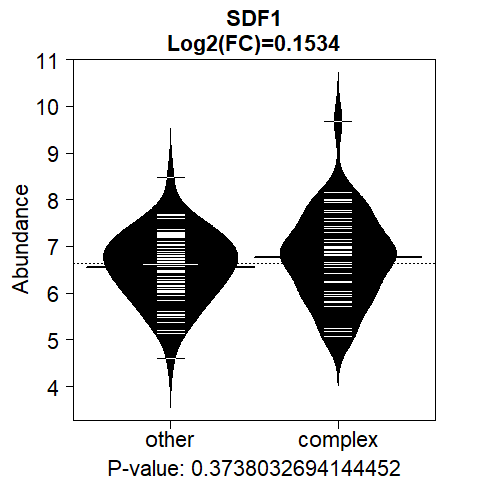 SDF1
Log2(FC)=0.1534
11
10
9
8
7
6
5
4
Abundance
other complex
P-value: 0.3738032694144452